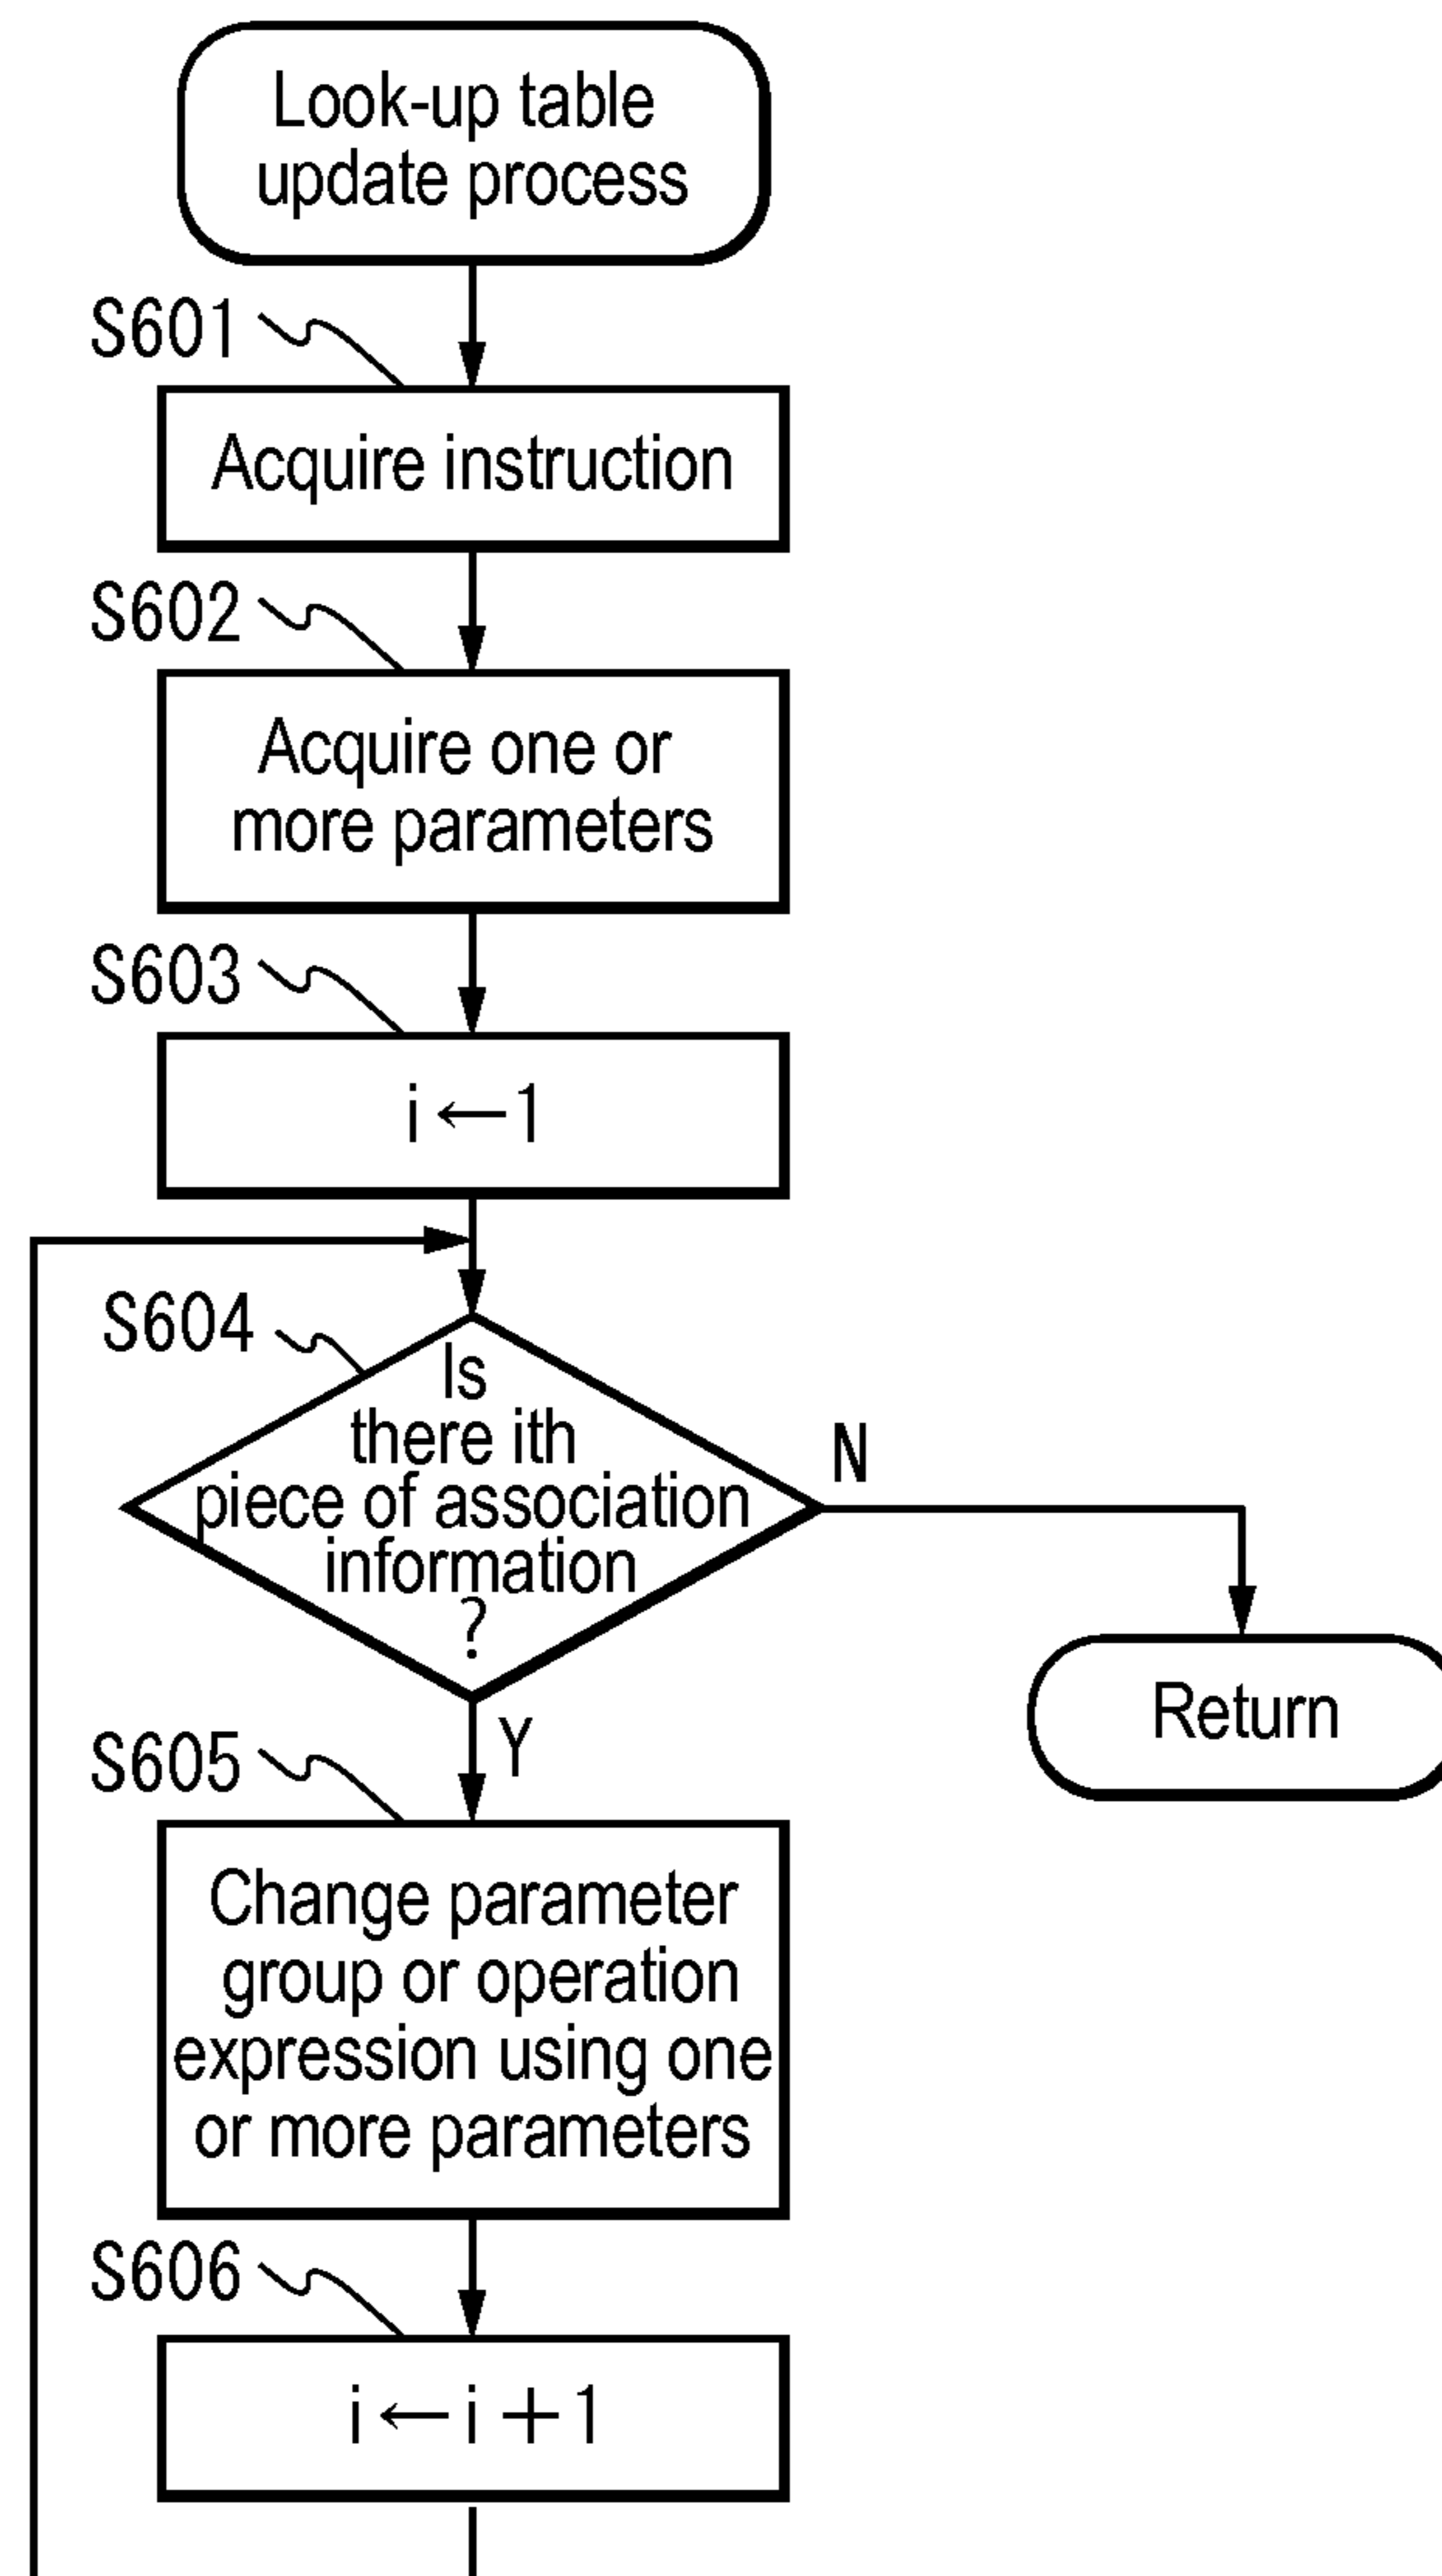 Look-up table
update process
S601
Acquire instruction
S602
Acquire one or
more parameters
S603
i←1
S604
Is
there ith
piece of association
information
?
N
Return
Y
S605
Change parameter
group or operation
expression using one
or more parameters
S606
i←i+1